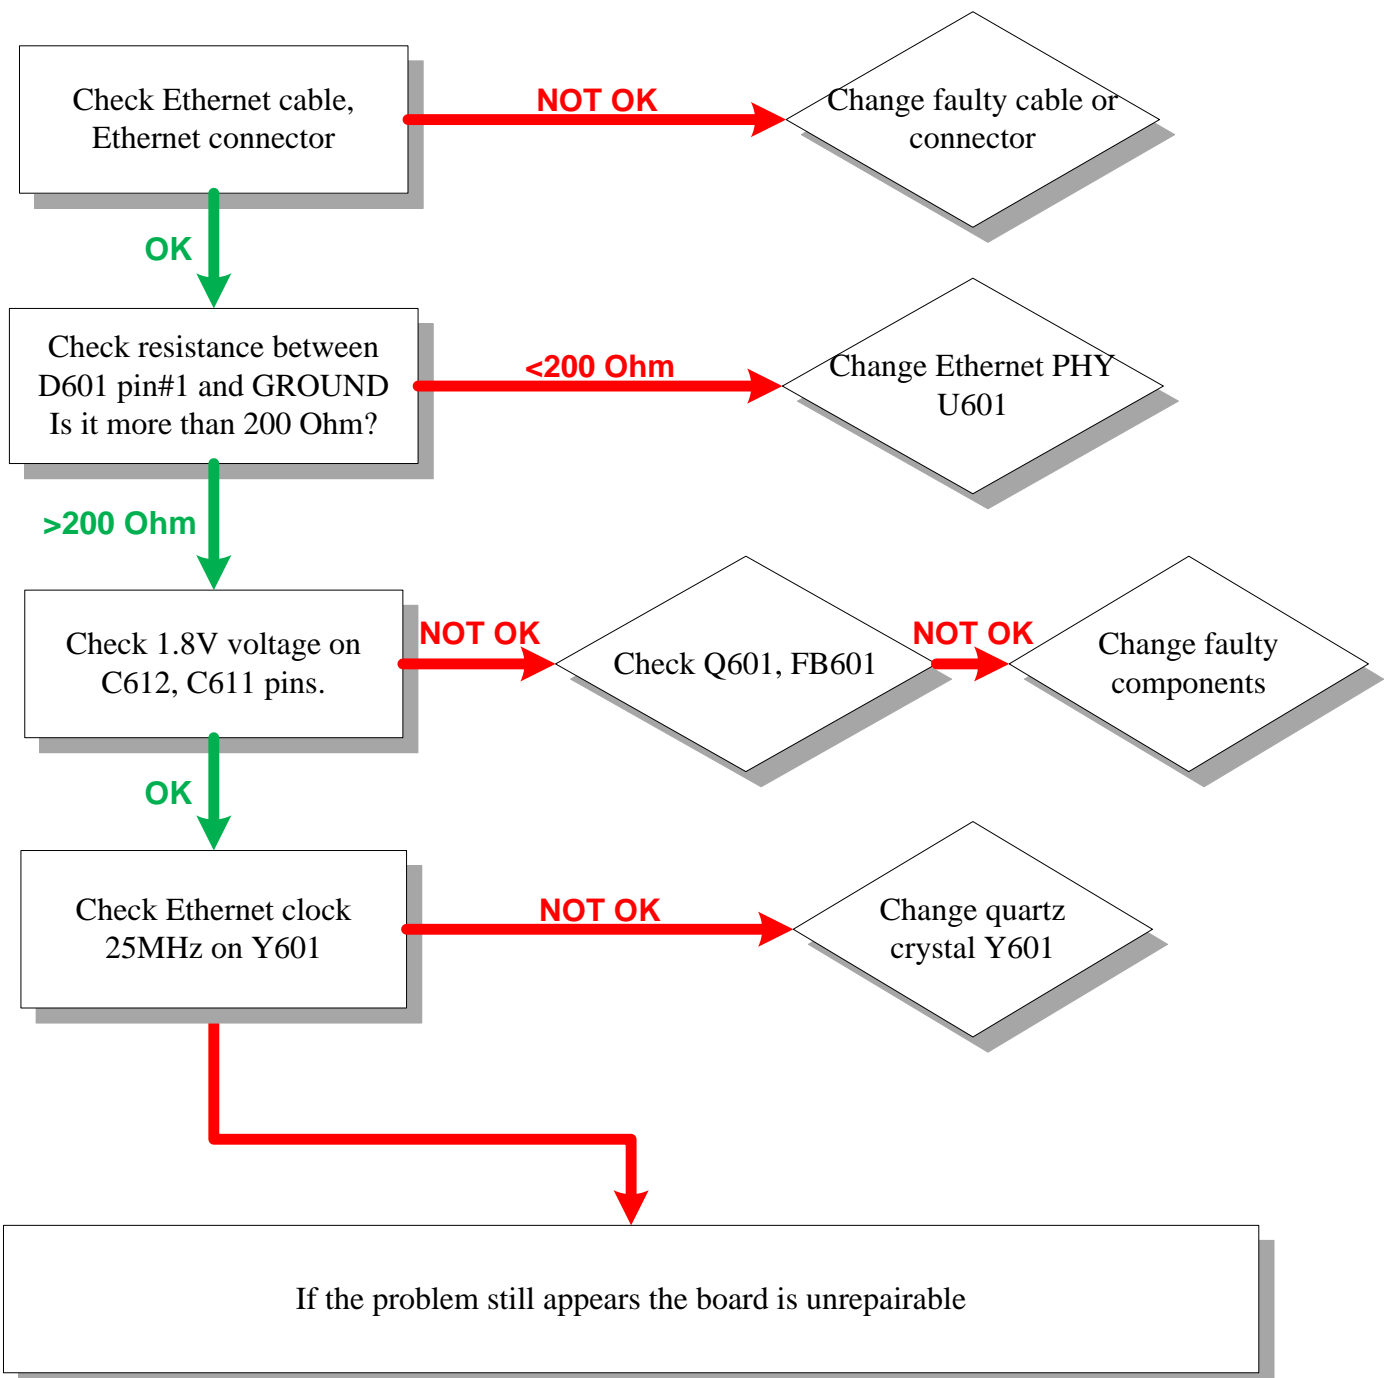 Check Ethernet cable,
Ethernet connector
NOT OK
Change faulty cable or
connector
OK
Check resistance between
D601 pin#1 and GROUND
Is it more than 200 Ohm?
<200 Ohm
Change Ethernet PHY
U601
>200 Ohm
Check 1.8V voltage on
C612, C611 pins.
NOT OK
Check Q601, FB601
NOT OK
Change faulty
components
OK
Check Ethernet clock
25MHz on Y601
NOT OK
Change quartz
crystal Y601
If the problem still appears the board is unrepairable